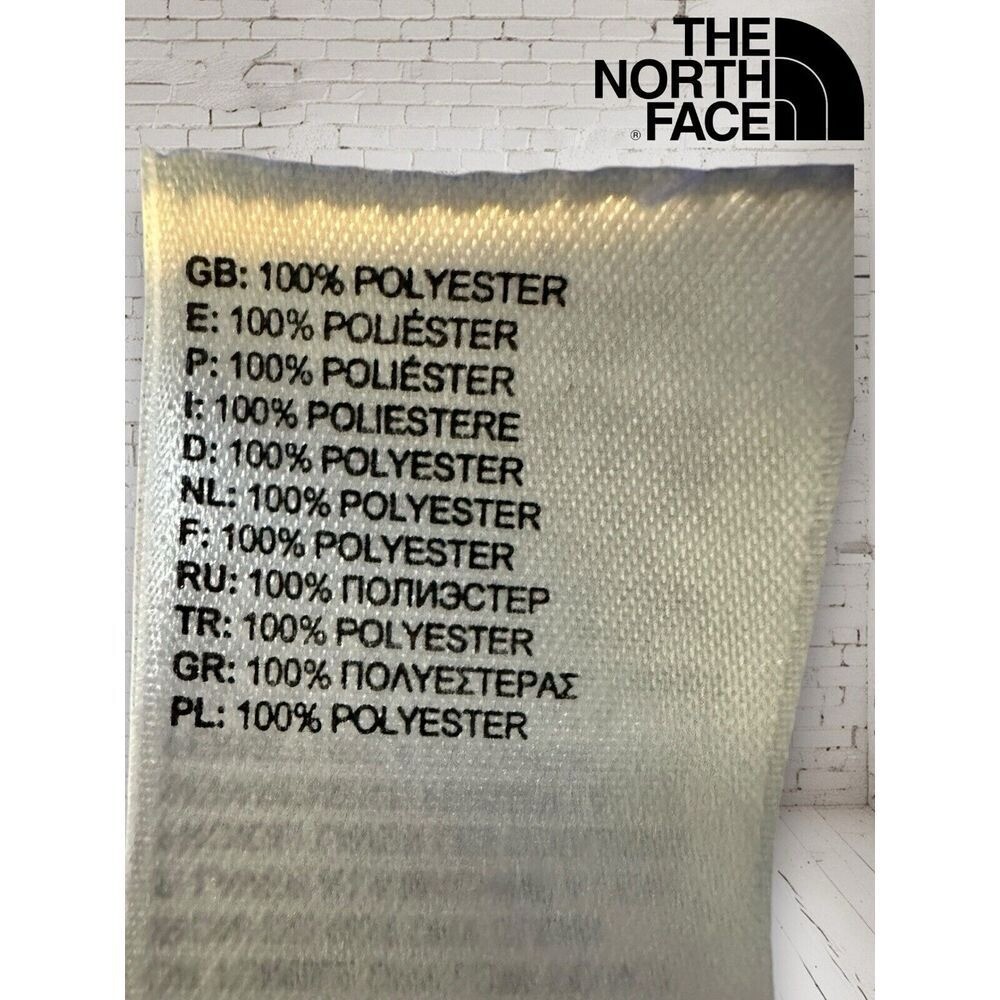 THE
NORTH
FACE
®
GB: 100% POLYESTER
E: 100% POLIÉSTER
P: 100% POLIÉSTER
I: 100% POLIESTERE
D: 100% POLYESTER
NL: 100% POLYESTER
F: 100% POLYESTER
RU: 100% ПОЛИЭСТЕР
TR: 100% POLYESTER
GR: 100% ΠΟΛΥΕΣΤΕΡΑΣ
PL: 100% POLYESTER